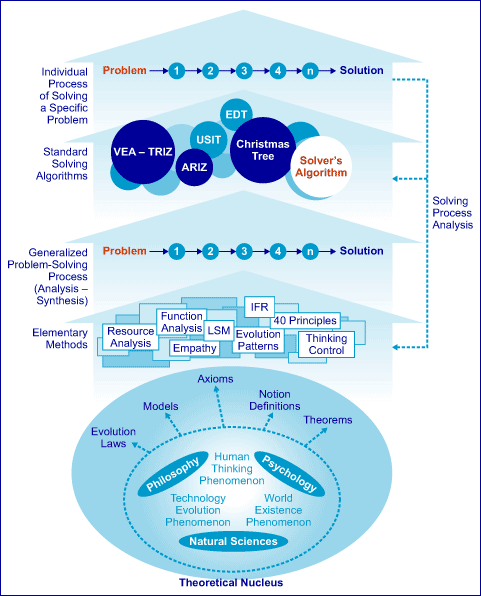 Individual
Process
of Solving
a Specific
Problem
Problem 1 2 3 4 n Solution
Standard
Solving
Algorithms
EDT
USIT
VEA – TRIZ
ARIZ
Christmas
Tree
Solver's
Algorithm
Solving
Process
Analysis
Generalized
Problem-Solving
Process
(Analysis –
Synthesis)
Problem 1 2 3 4 n Solution
Elementary
Methods
IFR
Function
Analysis
40 Principles
Resource
Analysis
LSM
Evolution
Patterns
Thinking
Control
Empathy
Axioms
Models
Notion
Definitions
Evolution
Laws
Theorems
Human
Thinking
Phenomenon
Philosophy
Psychology
Technology
Evolution
Phenomenon
World
Existence
Phenomenon
Natural Sciences
Theoretical Nucleus